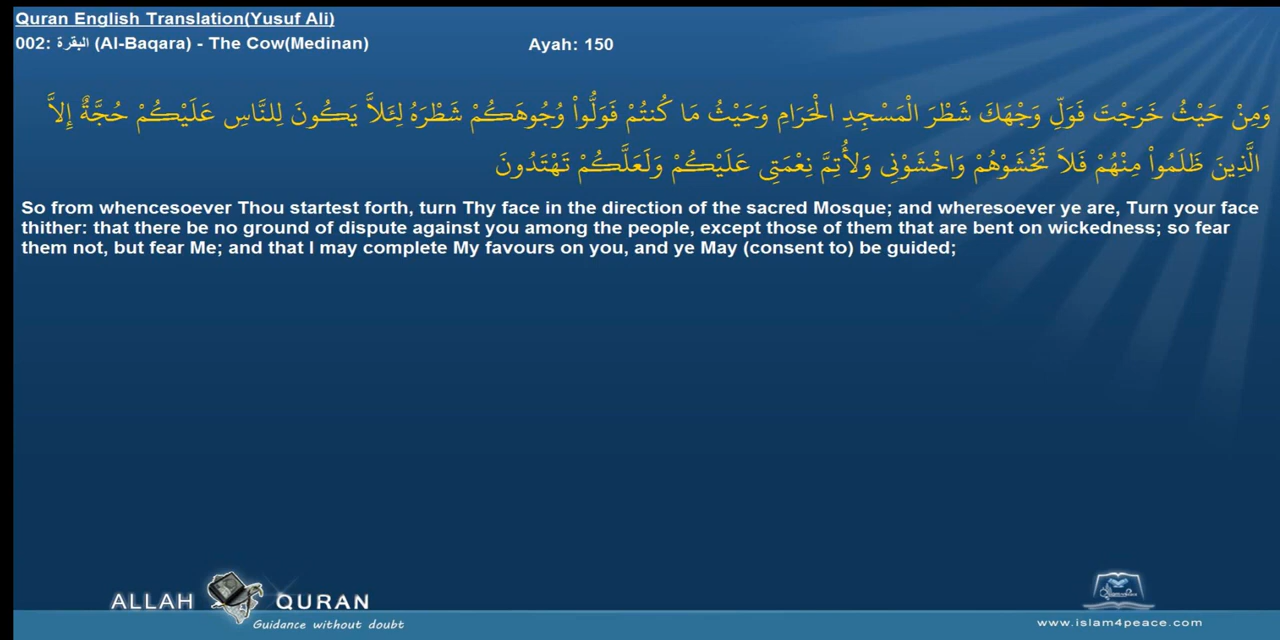 Quran English Translation(Yusuf Ali)
002: البقرة (Al-Baqara) - The Cow(Medinan) Ayah: 150
وَمِنْ حَيْثُ خَرَجْتَ فَوَلِّ وَجْهَكَ شَطْرَ الْمَسْجِدِ الْحَرَامِ وَحَيْثُ مَا كُنتُمْ فَوَلُّواْ وُجُوهَكُمْ شَطْرَهُ لِئَلاَّ يَكُونَ لِلنَّاسِ عَلَيْكُمْ حُجَّةٌ إِلاَّ
الَّذِينَ ظَلَمُواْ مِنْهُمْ فَلاَ تَخْشَوْهُمْ وَاخْشَوْنِي وَلأُتِمَّ نِعْمَتِي عَلَيْكُمْ وَلَعَلَّكُمْ تَهْتَدُونَ
So from whencesoever Thou startest forth, turn Thy face in the direction of the sacred Mosque; and wheresoever ye are, Turn your face
thither: that there be no ground of dispute against you among the people, except those of them that are bent on wickedness; so fear
them not, but fear Me; and that I may complete My favours on you, and ye May (consent to) be guided;
ALLAH QURAN
Guidance without doubt
www.islam4peace.com